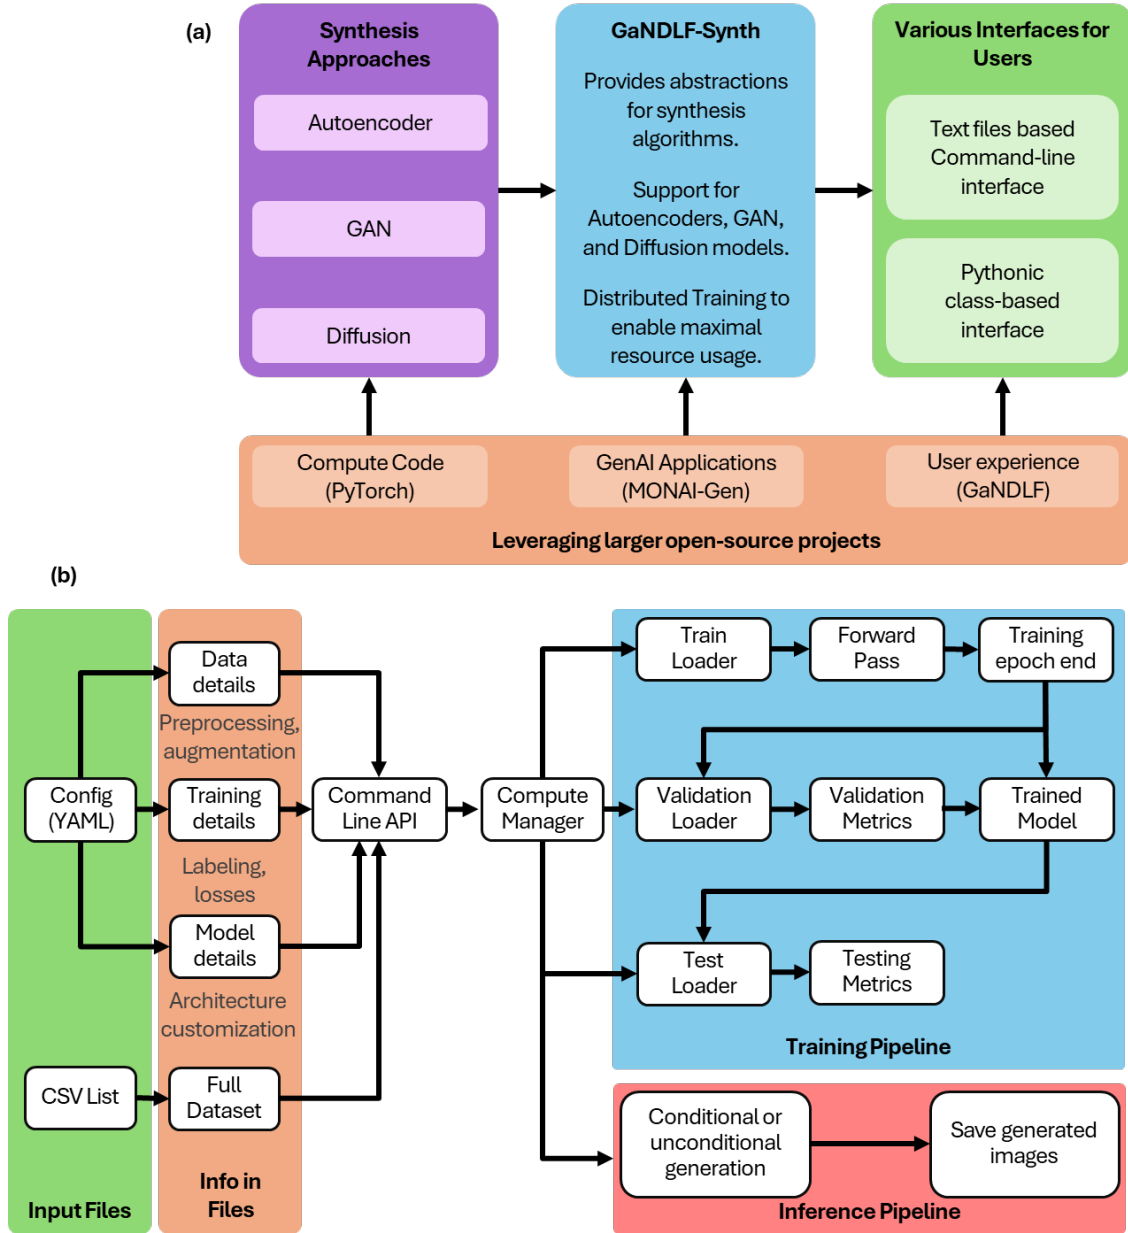 (a)
Synthesis
Approaches
Autoencoder
GAN
Diffusion
GaNDLF-Synth
Provides abstractions
for synthesis
algorithms.
Support for
Autoencoders, GAN,
and Diffusion models.
Distributed Training to
enable maximal
resource usage.
Various Interfaces for
Users
Text files based
Command-line
interface
Pythonic
class-based
interface
Compute Code
(PyTorch)
GenAI Applications
(MONAI-Gen)
User experience
(GaNDLF)
Leveraging larger open-source projects
(b)
Config
(YAML)
CSV List
Input Files
Data
details
Preprocessing,
augmentation
Training
details
Labeling,
losses
Model
details
Architecture
customization
Full
Dataset
Info in
Files
Command
Line API
Compute
Manager
Train
Loader
Forward
Pass
Training
epoch end
Validation
Loader
Validation
Metrics
Trained
Model
Test
Loader
Testing
Metrics
Training Pipeline
Conditional or
unconditional
generation
Save generated
images
Inference Pipeline